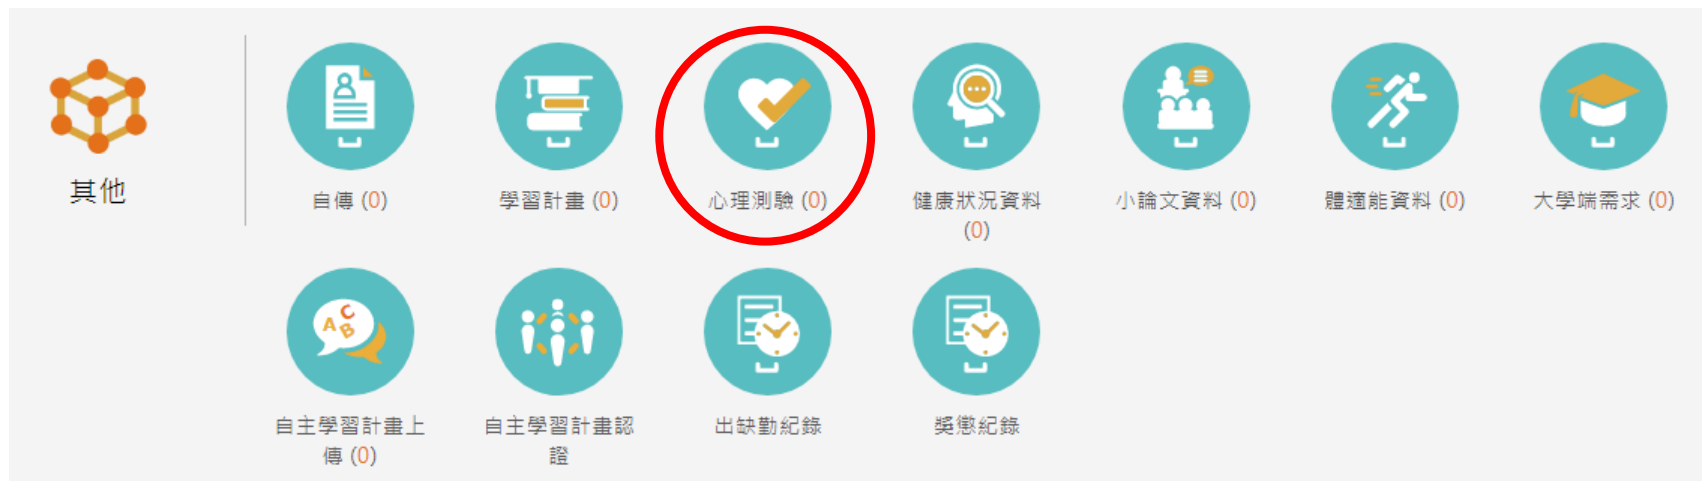 其他
自傳 (0)
學習計畫 (0)
心理測驗 (0)
健康狀況資料
(0)
小論文資料 (0)
體適能資料 (0)
大學端需求 (0)
A C B
自主學習計畫上
傳 (0)
自主學習計畫認
證
出缺勤紀錄
獎懲紀錄